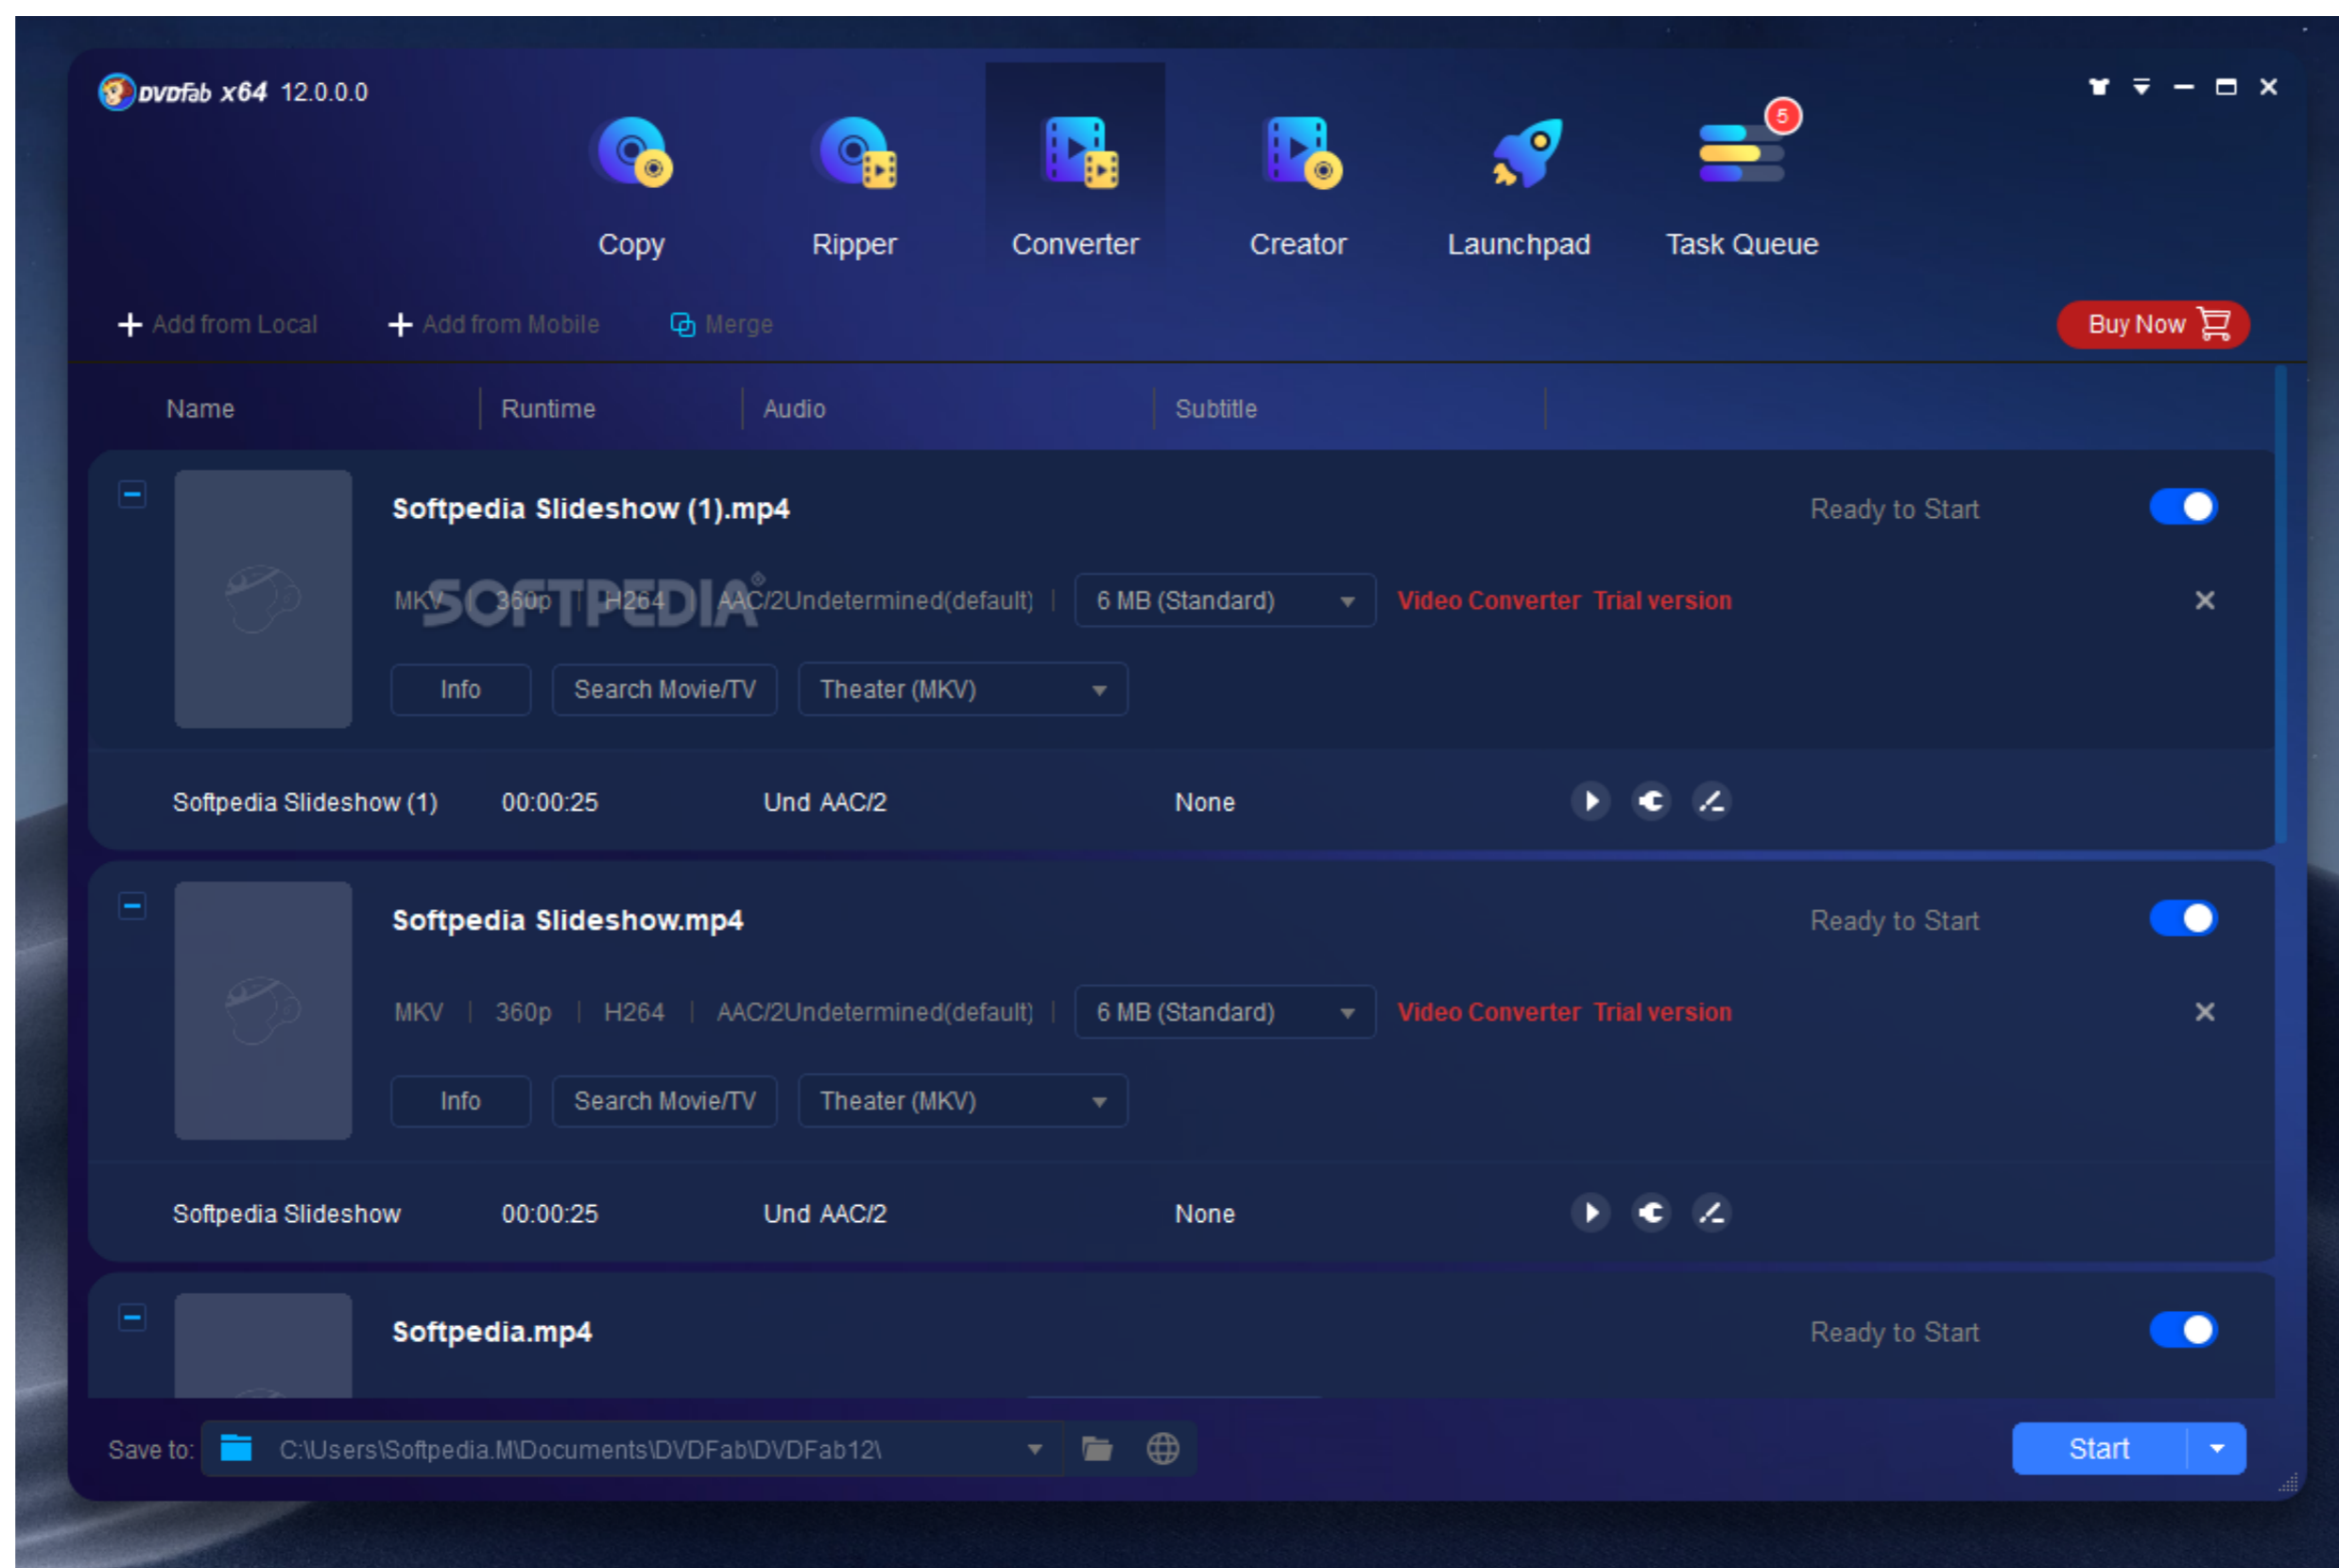 DVDFab x64 12.0.0.0
5
Copy Ripper Converter Creator Launchpad Task Queue
Add from Local Add from Mobile Merge Buy Now
Name Runtime Audio Subtitle
Softpedia Slideshow (1).mp4 Ready to Start
MKV 360p H264 AAC/2Undetermined(default) 6 MB (Standard) Video Converter Trial version
SOFTPEDIA®
Info Search Movie/TV Theater (MKV)
Softpedia Slideshow (1) 00:00:25 Und AAC/2 None
Softpedia Slideshow.mp4 Ready to Start
MKV 360p H264 AAC/2Undetermined(default) 6 MB (Standard) Video Converter Trial version
Info Search Movie/TV Theater (MKV)
Softpedia Slideshow 00:00:25 Und AAC/2 None
Softpedia.mp4 Ready to Start
Save to: C:\Users\Softpedia.M\Documents\DVDFab\DVDFab12\ Start